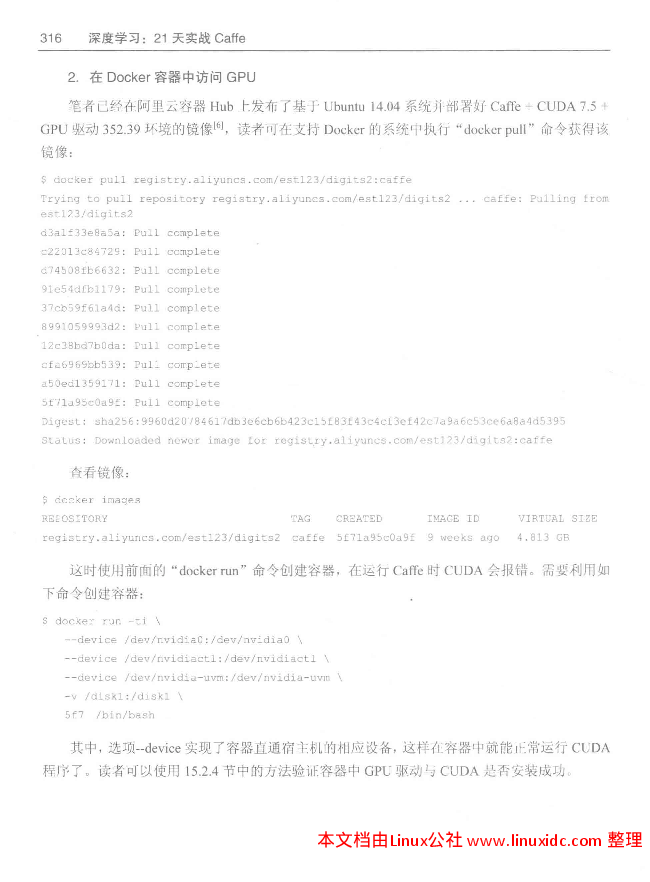 316 深度学习：21 天实战 Caffe
2. 在 Docker 容器中访问 GPU
笔者已经在阿里云容器 Hub 上发布了基于 Ubuntu 14.04 系统并部署好 Caffe + CUDA 7.5 +
GPU 驱动 352.39 环境的镜像[6]，读者可在支持 Docker 的系统中执行“docker pull”命令获得该
镜像：
$ docker pull registry.aliyuncs.com/est123/digits2:caffe
Trying to pull repository registry.aliyuncs.com/est123/digits2 ... caffe: Pulling from
est123/digits2
d3a1f33e8a5a: Pull complete
c22013c84729: Pull complete
d74508fb6632: Pull complete
91e54dfb1179: Pull complete
37cb59f61a4d: Pull complete
8991059993d2: Pull complete
12c38bd7b0da: Pull complete
cfa6969bb539: Pull complete
a50ed1359171: Pull complete
5f71a95c0a9f: Pull complete
Digest: sha256:9960d20784617db3e6cb6b423c15f83f43c4cf3ef42c7a9a6c53ce6a8a4d5395
Status: Downloaded newer image for registry.aliyuncs.com/est123/digits2:caffe
查看镜像：
$ docker images
REPOSITORY TAG CREATED IMAGE ID VIRTUAL SIZE
registry.aliyuncs.com/est123/digits2 caffe 5f71a95c0a9f 9 weeks ago 4.813 GB
这时使用前面的“docker run”命令创建容器，在运行 Caffe 时 CUDA 会报错。需要利用如
下命令创建容器：
$ docker run -ti \
--device /dev/nvidia0:/dev/nvidia0 \
--device /dev/nvidiactl:/dev/nvidiactl \
--device /dev/nvidia-uvm:/dev/nvidia-uvm \
-v /disk1:/disk1 \
5f7 /bin/bash
其中，选项--device 实现了容器直通宿主机的相应设备，这样在容器中就能正常运行 CUDA
程序了。读者可以使用 15.2.4 节中的方法验证容器中 GPU 驱动与 CUDA 是否安装成功。
本文档由Linux公社 www.linuxidc.com 整理